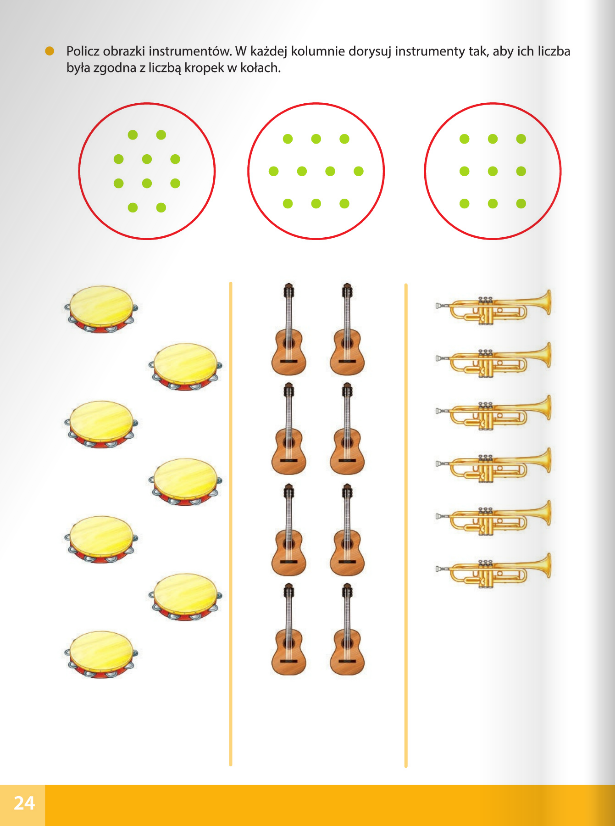 Policz obrazki instrumentów. W każdej kolumnie dorysuj instrumenty tak, aby ich liczba
była zgodna z liczbą kropek w kołach.
24